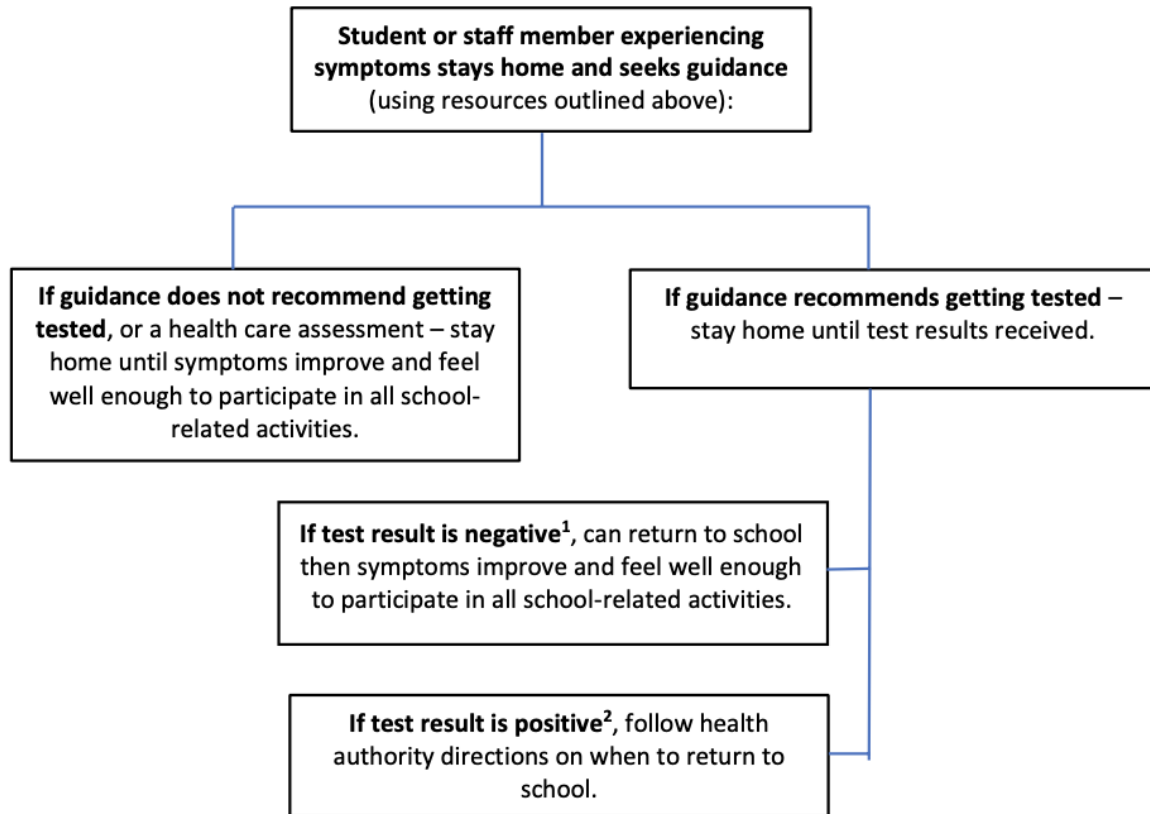 Student or staff member experiencing
symptoms stays home and seeks guidance
(using resources outlined above):
If guidance does not recommend getting
tested, or a health care assessment – stay
home until symptoms improve and feel
well enough to participate in all school-
related activities.
If guidance recommends getting tested –
stay home until test results received.
If test result is negative¹, can return to school
then symptoms improve and feel well enough
to participate in all school-related activities.
If test result is positive², follow health
authority directions on when to return to
school.